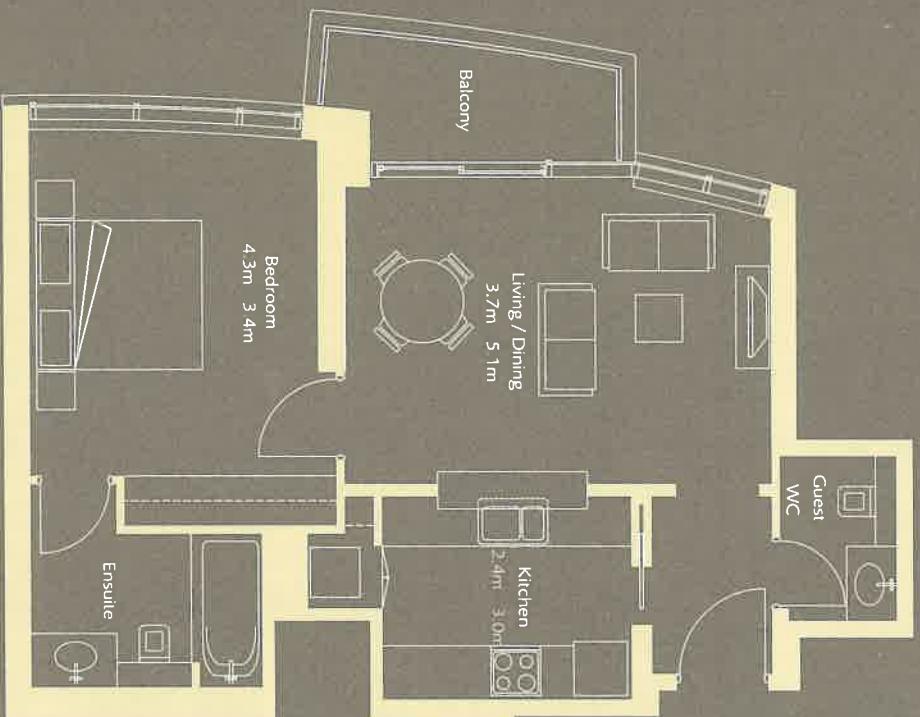 Balcony
Bedroom
4.3m 3.4m
Living / Dining
3.7m 5.1m
Guest
WC
Kitchen
2.4m 3.0m
Ensuite